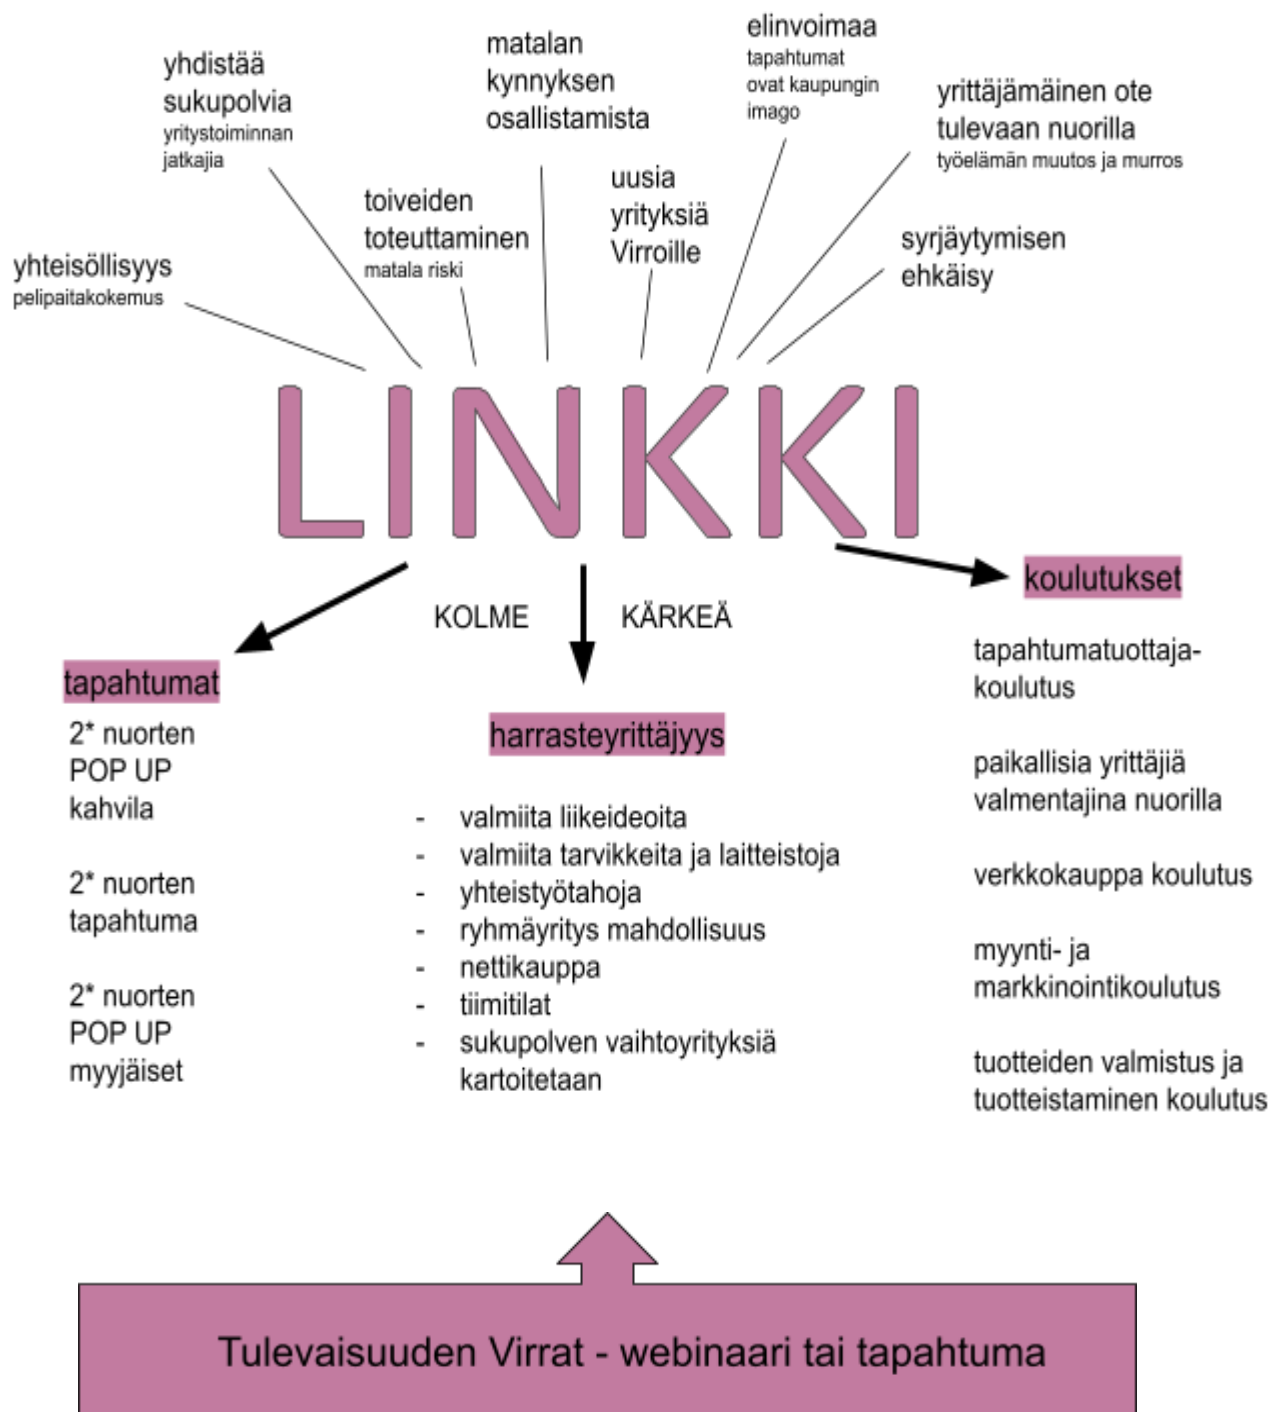 yhdistää
sukupolvia
yritystoiminnan
jatkajia
matalan
kynnyksen
osallistamista
elinvoimaa
tapahtumat
ovat kaupungin
imago
yrittäjämäinen ote
tulevaan nuorilla
työelämän muutos ja murros
yhteisöllisyys
pelipaitakokemus
toiveiden
toteuttaminen
matala riski
uusia
yrityksiä
Virroille
syrjäytymisen
ehkäisy
LINKKI
KOLME KÄRKEÄ
tapahtumat
2* nuorten
POP UP
kahvila
2* nuorten
tapahtuma
2* nuorten
POP UP
myyjäiset
harrasteyrittäjyys
- valmiita liikeideoita
- valmiita tarvikkeita ja laitteistoja
- yhteistyötahoja
- ryhmäyritys mahdollisuus
- nettikauppa
- tiimitilat
- sukupolven vaihtoyrityksiä
kartoitetaan
koulutukset
tapahtumatuottaja-
koulutus
paikallisia yrittäjiä
valmentajina nuorilla
verkkokauppa koulutus
myynti- ja
markkinointikoulutus
tuotteiden valmistus ja
tuotteistaminen koulutus
Tulevaisuuden Virrat - webinaari tai tapahtuma